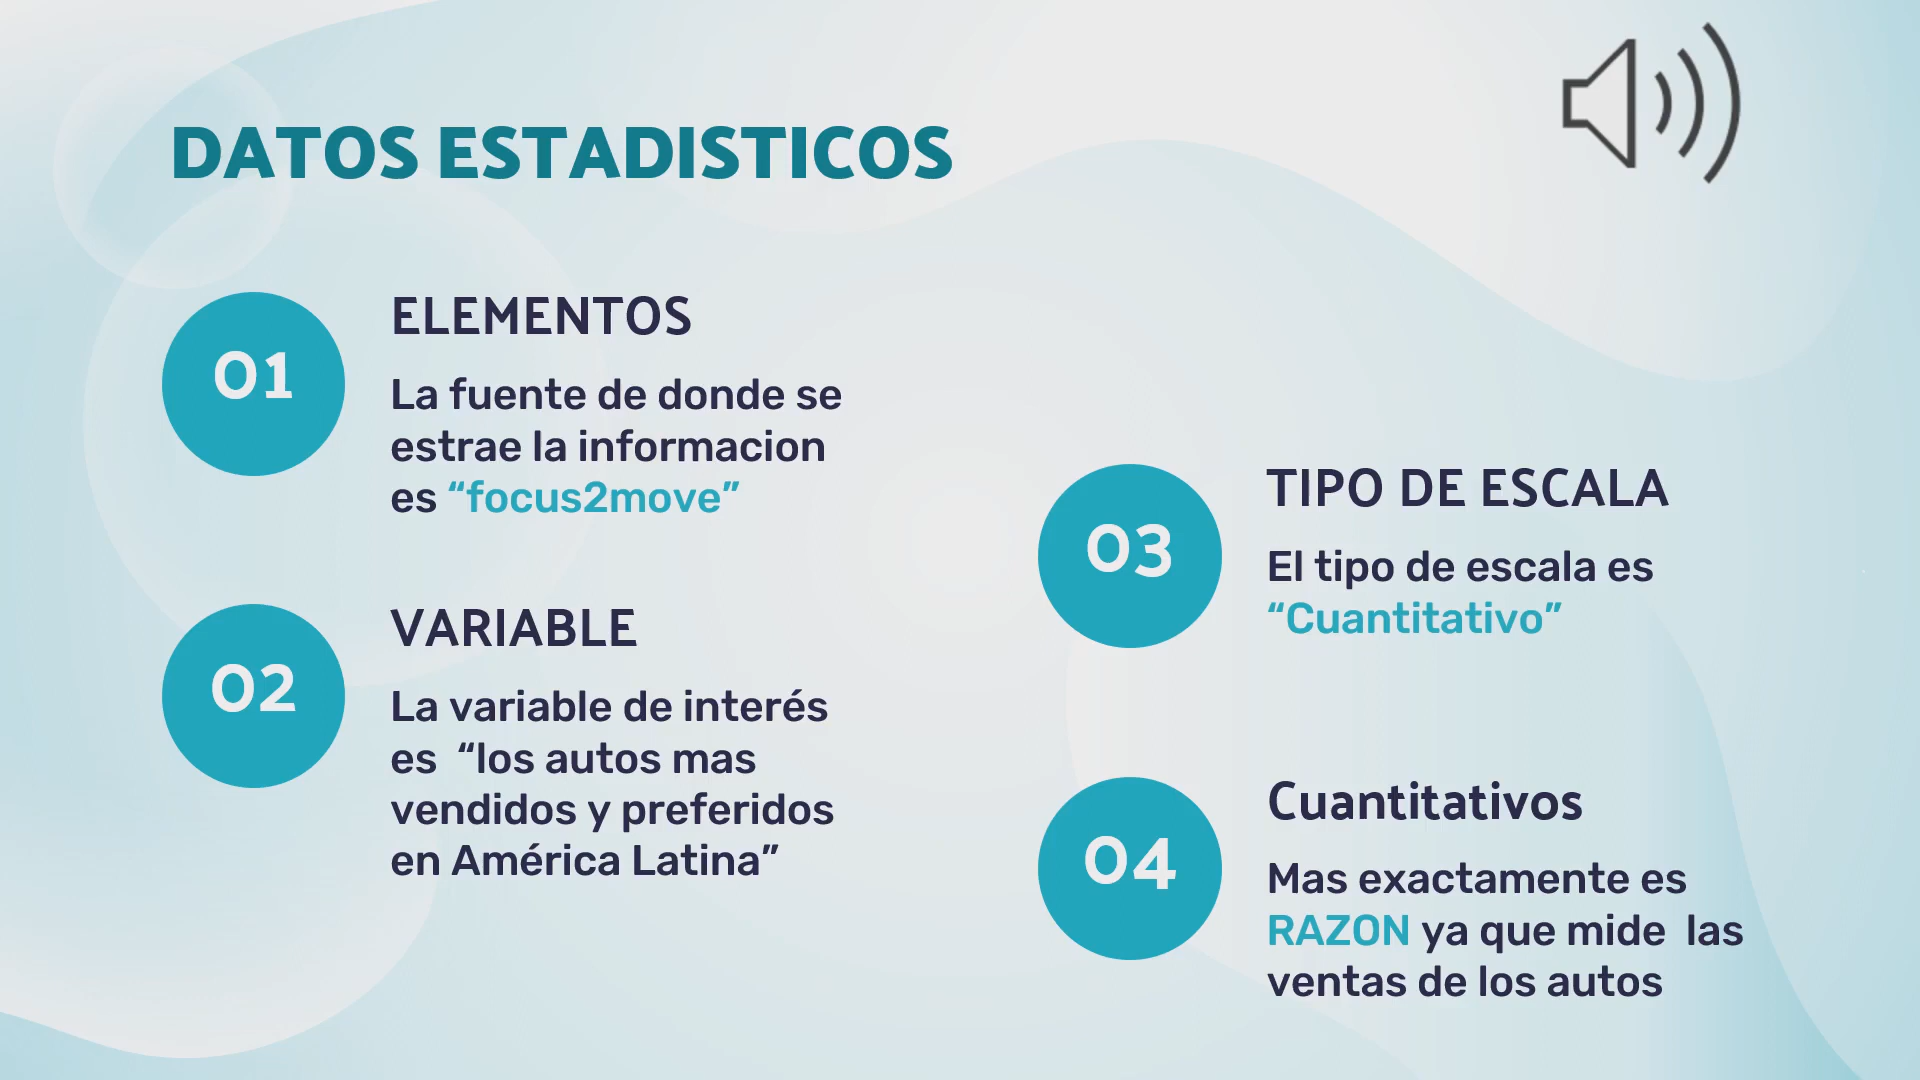 DATOS ESTADISTICOS
01
ELEMENTOS
La fuente de donde se
estrae la informacion
es “focus2move”
02
VARIABLE
La variable de interés
es “los autos mas
vendidos y preferidos
en América Latina”
03
TIPO DE ESCALA
El tipo de escala es
“Cuantitativo”
04
Cuantitativos
Mas exactamente es
RAZON ya que mide las
ventas de los autos